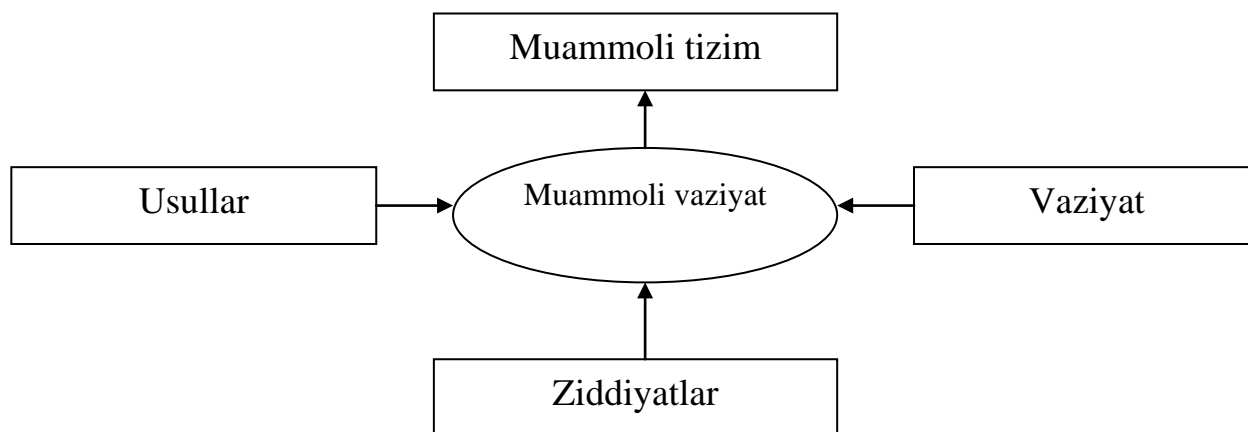 Muammoli tizim
Usullar
Muammoli vaziyat
Vaziyat
Ziddiyatlar